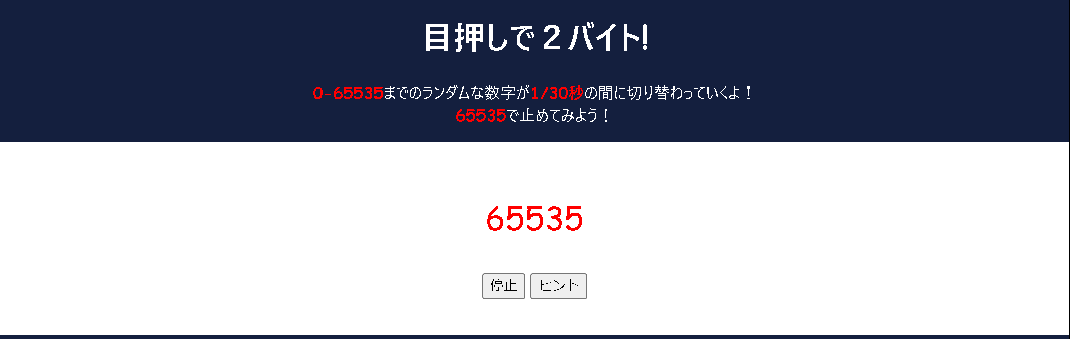 目押しで２バイト!
0-65535までのランダムな数字が1/30秒の間に切り替わっていくよ！
65535で止めてみよう！
65535
停止 ヒント